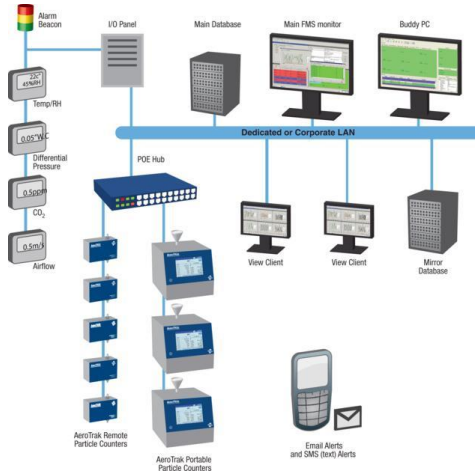 Alarm
Beacon
I/O Panel
Main Database
Main FMS monitor
Buddy PC
22c°
45%RH
Temp/RH
0.05"W.C
Differential
Pressure
Dedicated or Corporate LAN
POE Hub
0.5ppm
CO₂
0.5m/s
Airflow
View Client
View Client
Mirror
Database
AeroTrak Remote
Particle Counters
AeroTrak Portable
Particle Counters
Email Alerts
and SMS (text) Alerts